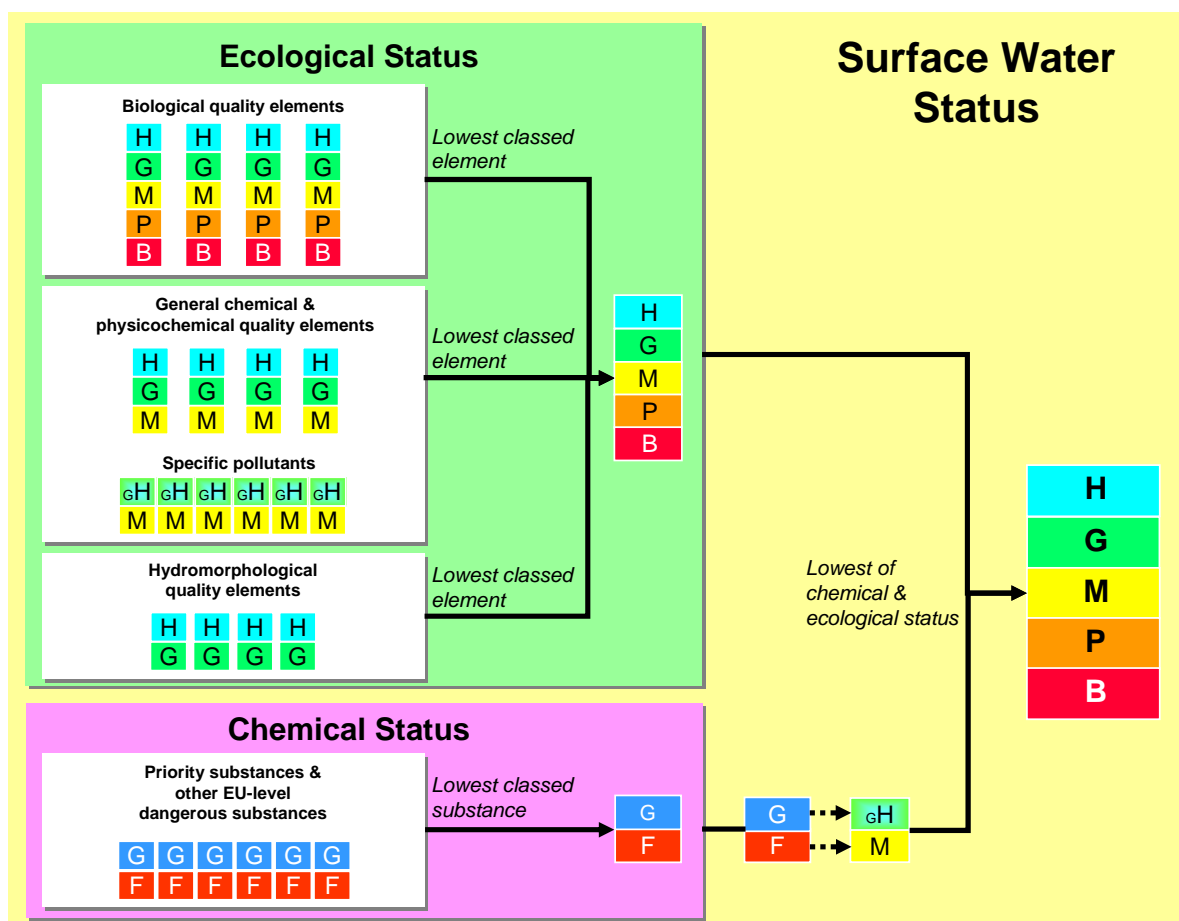 Ecological Status
Surface Water
Status
Biological quality elements
H H H H
G G G G
M M M M
P P P P
B B B B
Lowest classed
element
General chemical &
physicochemical quality elements
H H H H
G G G G
M M M M
Lowest classed
element
Specific pollutants
GH GH GH GH GH GH
M M M M M M
Hydromorphological
quality elements
H H H H
G G G G
Lowest classed
element
H
G
M
P
B
Lowest of
chemical &
ecological status
H
G
M
P
B
Chemical Status
Priority substances &
other EU-level
dangerous substances
G G G G G G
F F F F F F
Lowest classed
substance
G
F
G
F
GH
M